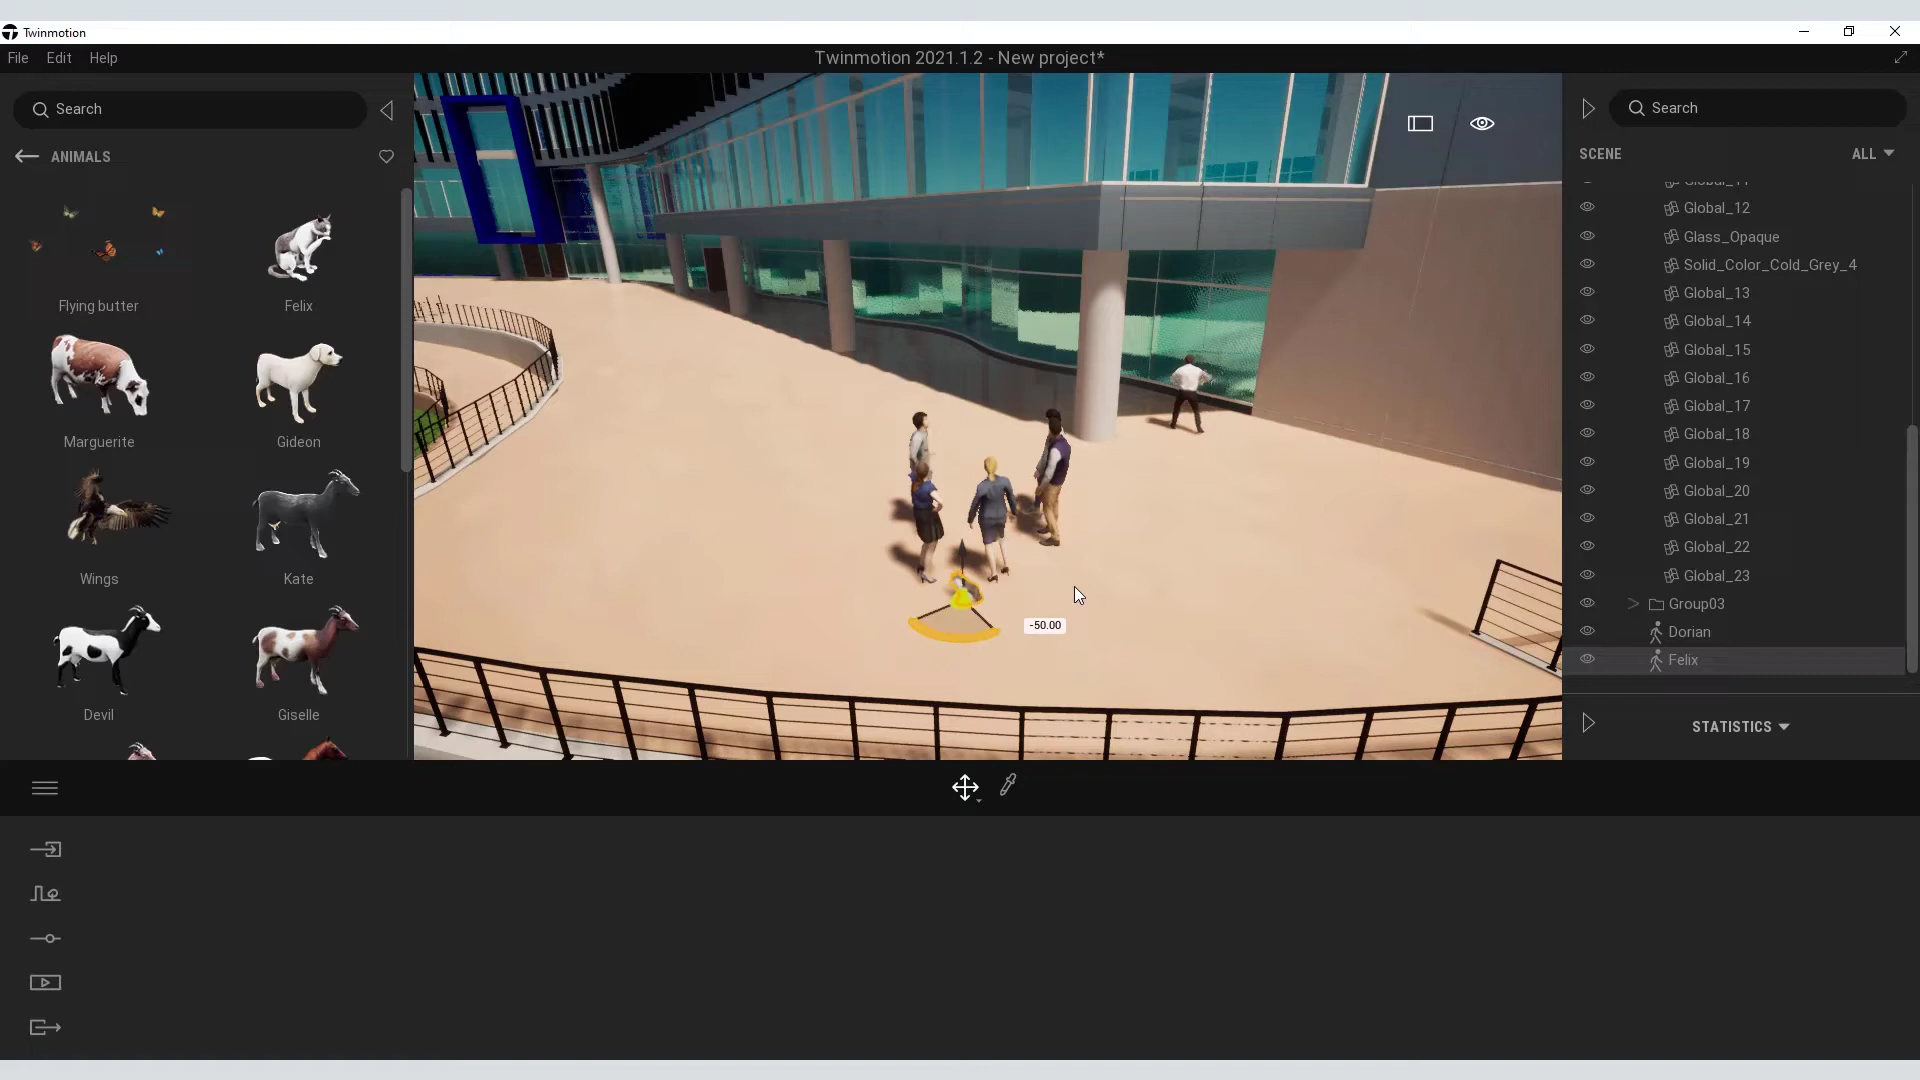 Twinmotion
File Edit Help
Twinmotion 2021.1.2 - New project*
Search
ANIMALS
Flying butter
Felix
Marguerite
Gideon
Wings
Kate
Devil
Giselle
-50.00
Search
SCENE
ALL
Global_12
Glass_Opaque
Solid_Color_Cold_Grey_4
Global_13
Global_14
Global_15
Global_16
Global_17
Global_18
Global_19
Global_20
Global_21
Global_22
Global_23
Group03
Dorian
Felix
STATISTICS